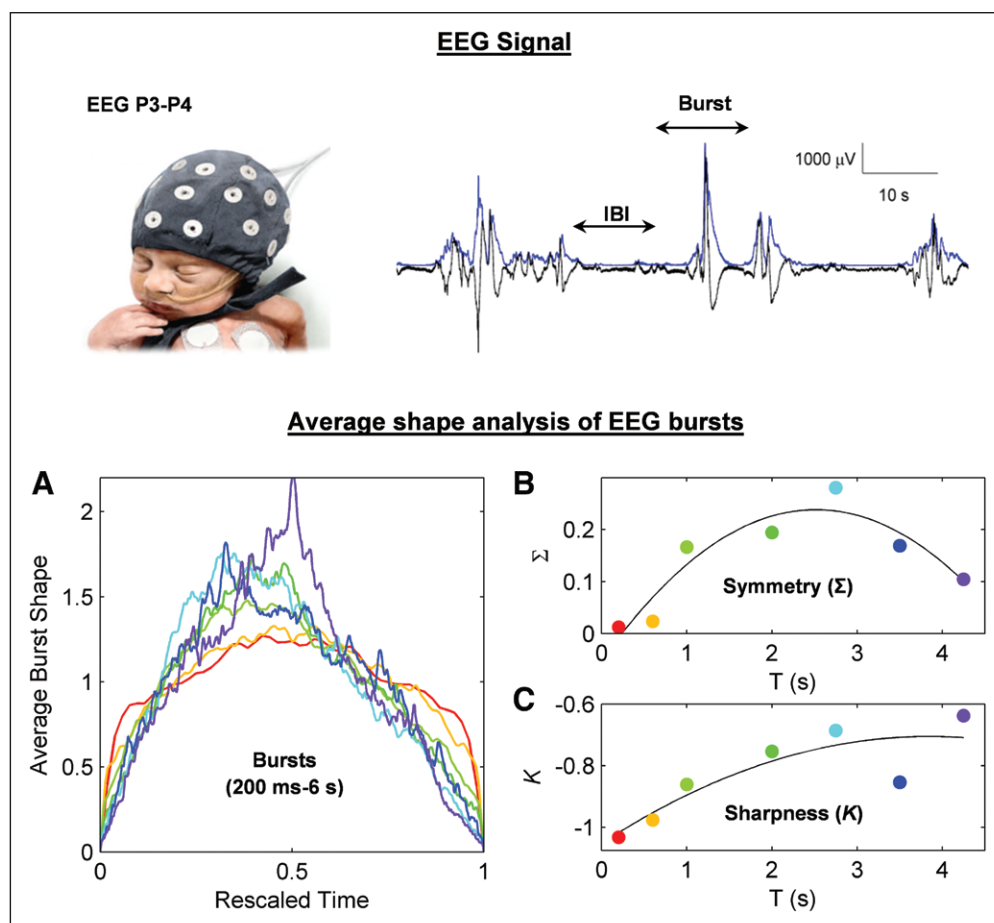 EEG Signal
EEG P3-P4
Burst
IBI
1000 μV
10 s
Average shape analysis of EEG bursts
A
2
1.5
1
0.5
0
Average Burst Shape
Bursts
(200 ms-6 s)
0
0.5
1
Rescaled Time
B
0.2
0.1
0
Σ
Symmetry (Σ)
0
1
2
3
4
T (s)
C
-0.6
-0.8
-1
K
Sharpness (K)
0
1
2
3
4
T (s)